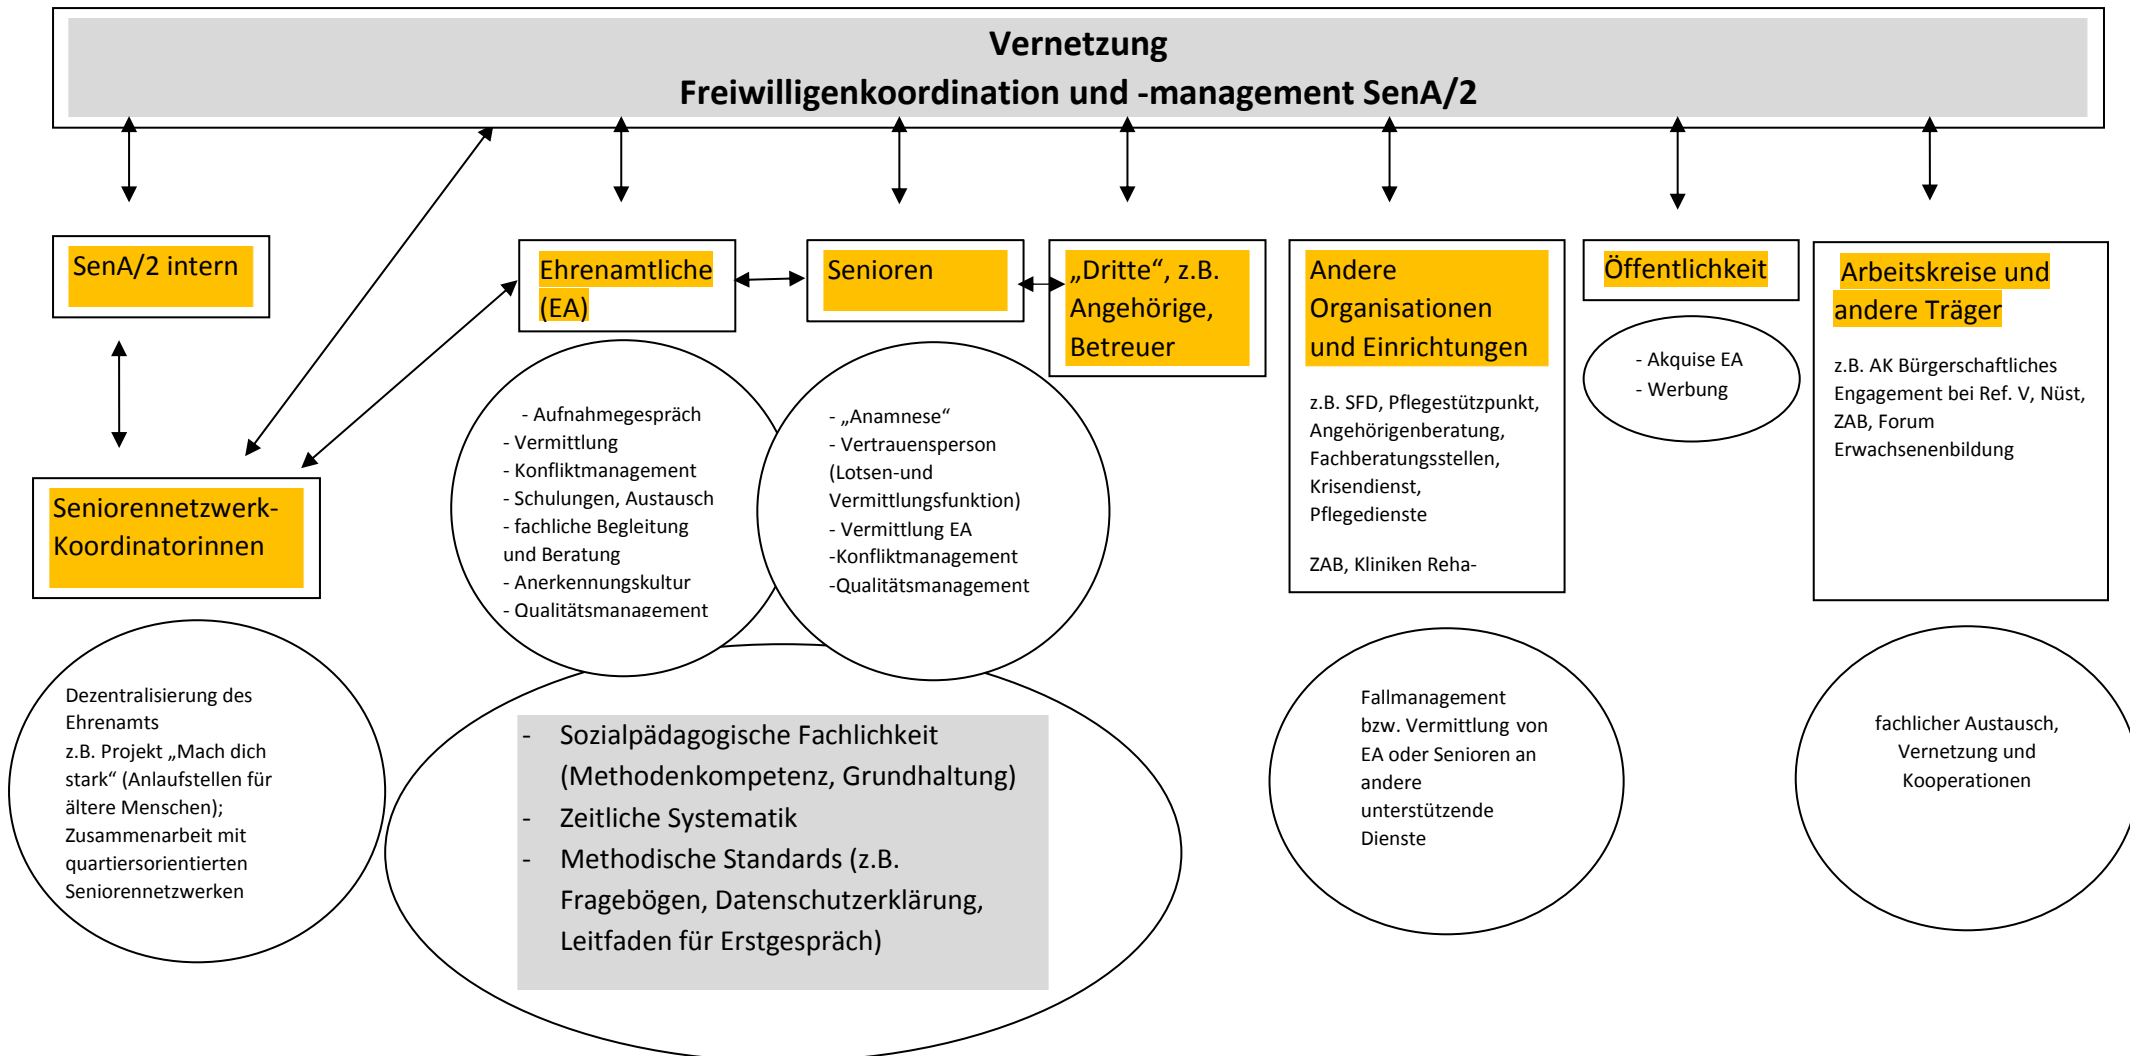 Vernetzung
Freiwilligenkoordination und -management SenA/2
SenA/2 intern
Ehrenamtliche
(EA)
Senioren
„Dritte“, z.B.
Angehörige,
Betreuer
Andere
Organisationen
und Einrichtungen
z.B. SFD, Pflegestützpunkt,
Angehörigenberatung,
Fachberatungsstellen,
Krisendienst,
Pflegedienste
ZAB, Kliniken Reha-
Öffentlichkeit
- Akquise EA
- Werbung
Arbeitskreise und
andere Träger
z.B. AK Bürgerschaftliches
Engagement bei Ref. V, Nüst,
ZAB, Forum
Erwachsenenbildung
Seniorennetzwerk-
Koordinatorinnen
- Aufnahmegespräch
- Vermittlung
- Konfliktmanagement
- Schulungen, Austausch
- fachliche Begleitung
und Beratung
- Anerkennungskultur
- Qualitätsmanagement
- „Anamnese“
- Vertrauensperson
(Lotsen-und
Vermittlungsfunktion)
- Vermittlung EA
-Konfliktmanagement
-Qualitätsmanagement
Dezentralisierung des
Ehrenamts
z.B. Projekt „Mach dich
stark“ (Anlaufstellen für
ältere Menschen);
Zusammenarbeit mit
quartiersorientierten
Seniorennetzwerken
- Sozialpädagogische Fachlichkeit
(Methodenkompetenz, Grundhaltung)
- Zeitliche Systematik
- Methodische Standards (z.B.
Fragebögen, Datenschutzerklärung,
Leitfaden für Erstgespräch)
Fallmanagement
bzw. Vermittlung von
EA oder Senioren an
andere
unterstützende
Dienste
fachlicher Austausch,
Vernetzung und
Kooperationen